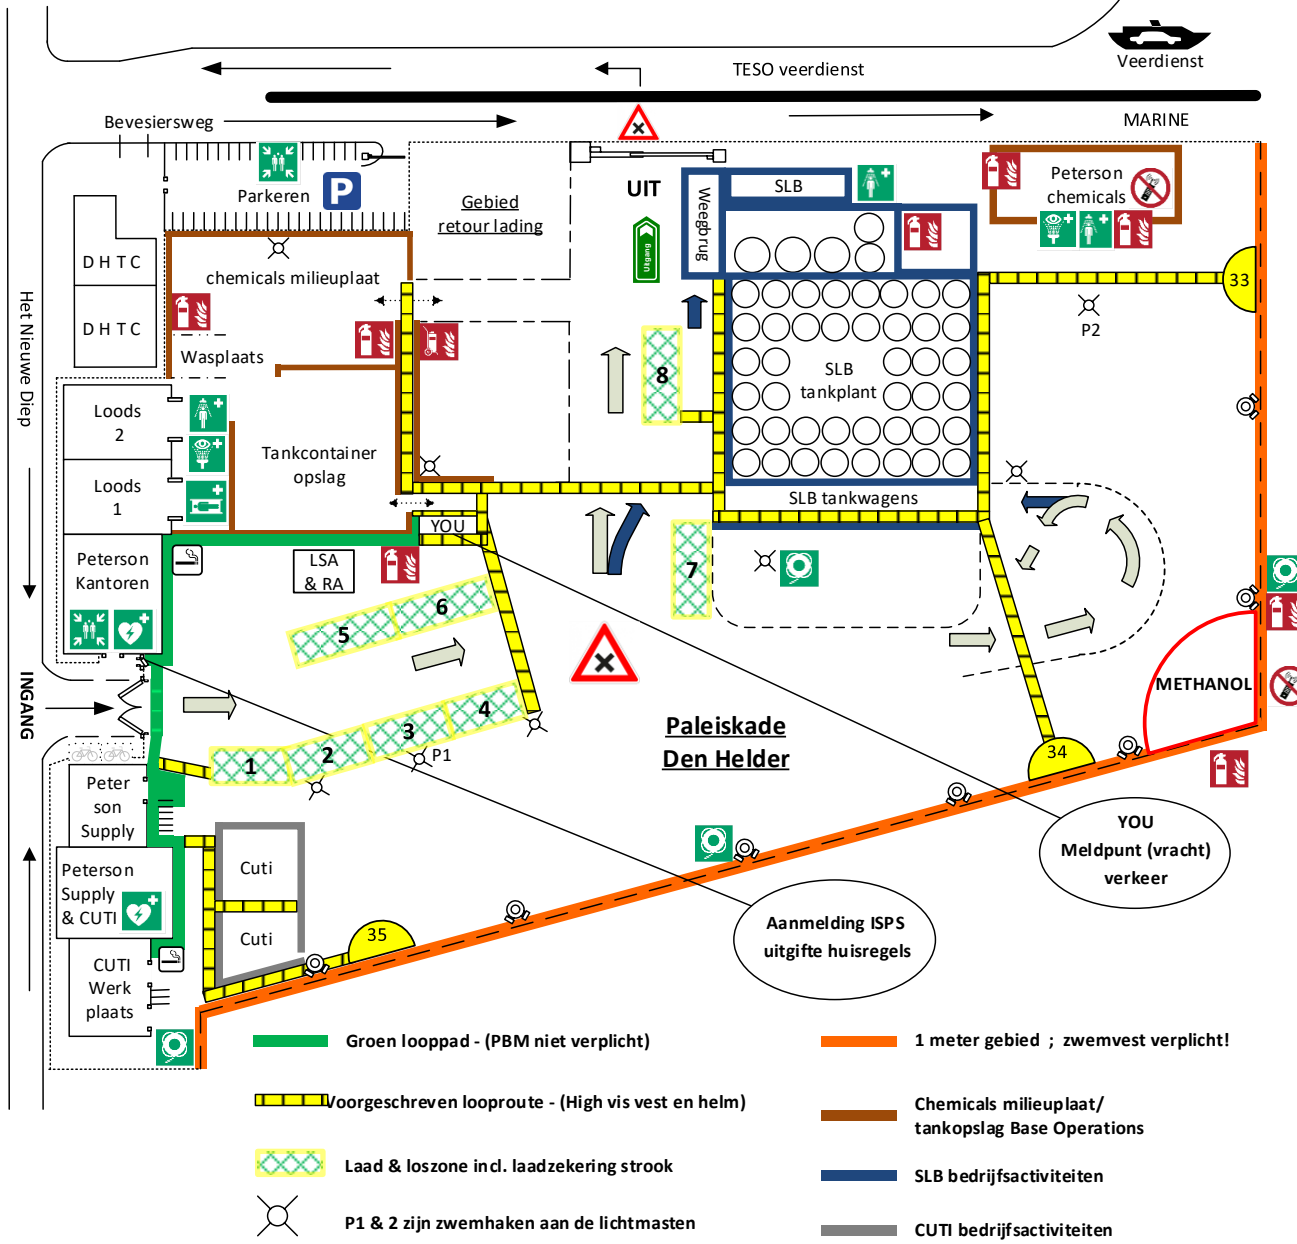 Veerdienst
TESO veerdienst
Bevesiersweg
MARINE
Parkeren
P
Gebied
retour lading
UIT
Uitgang
Weegbrug
SLB
Peterson
chemicals
DHTC
DHTC
chemicals milieuplaat
Wasplaats
33
P2
Het Nieuwe Diep
8
SLB
tankplant
Loods
2
Loods
1
Tankcontainer
opslag
SLB tankwagens
YOU
Peterson
Kantoren
LSA
& RA
7
6
5
INGANG
METHANOL
4
3
2
1
P1
Paleiskade
Den Helder
34
Peter
son
Supply
Peterson
Supply
& CUTI
Cuti
Cuti
35
CUTI
Werk
plaats
YOU
Meldpunt (vracht)
verkeer
Aanmelding ISPS
uitgifte huisregels
Groen looppad - (PBM niet verplicht)
1 meter gebied ; zwemvest verplicht!
Voorgeschreven looproute - (High vis vest en helm)
Chemicals milieuplaat/
tankopslag Base Operations
Laad & loszone incl. laadzekering strook
SLB bedrijfsactiviteiten
P1 & 2 zijn zwemhaken aan de lichtmasten
CUTI bedrijfsactiviteiten